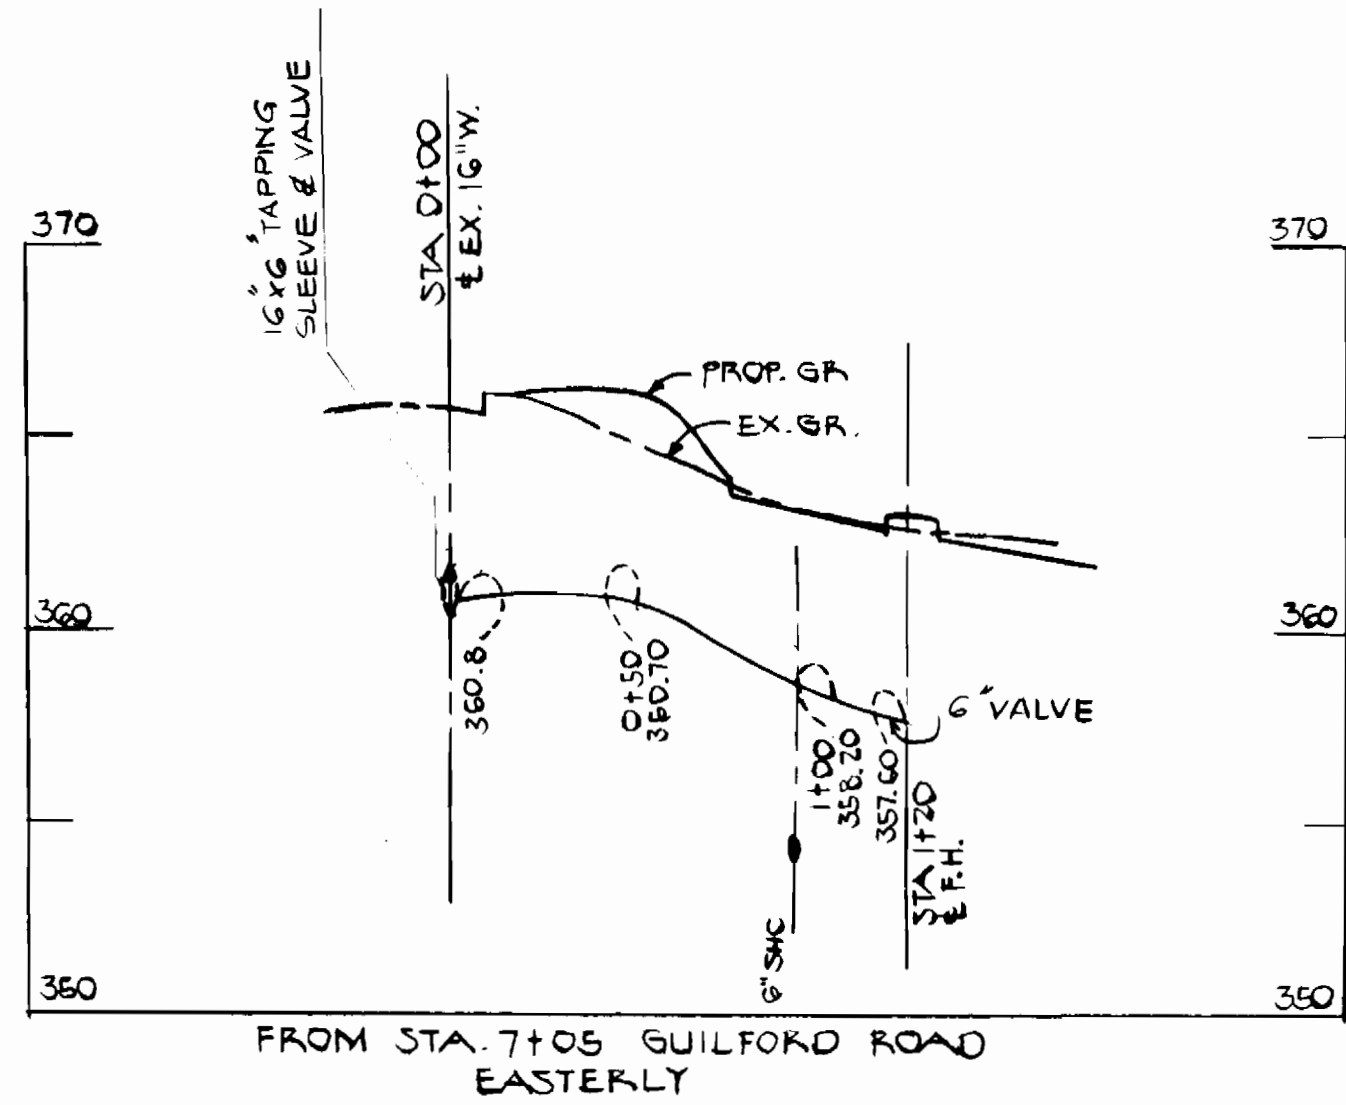 16"X6" TAPPING
SLEEVE & VALVE
STA 0+00
℄ EX. 16"W.
370
370
PROP. GR
EX. GR.
360
360
360.8
0+50
360.70
1+00
358.20
357.60
6" VALVE
STA 1+20
℄ F.H.
6" SHC
350
350
FROM STA. 7+05 GUILFORD ROAD
EASTERLY